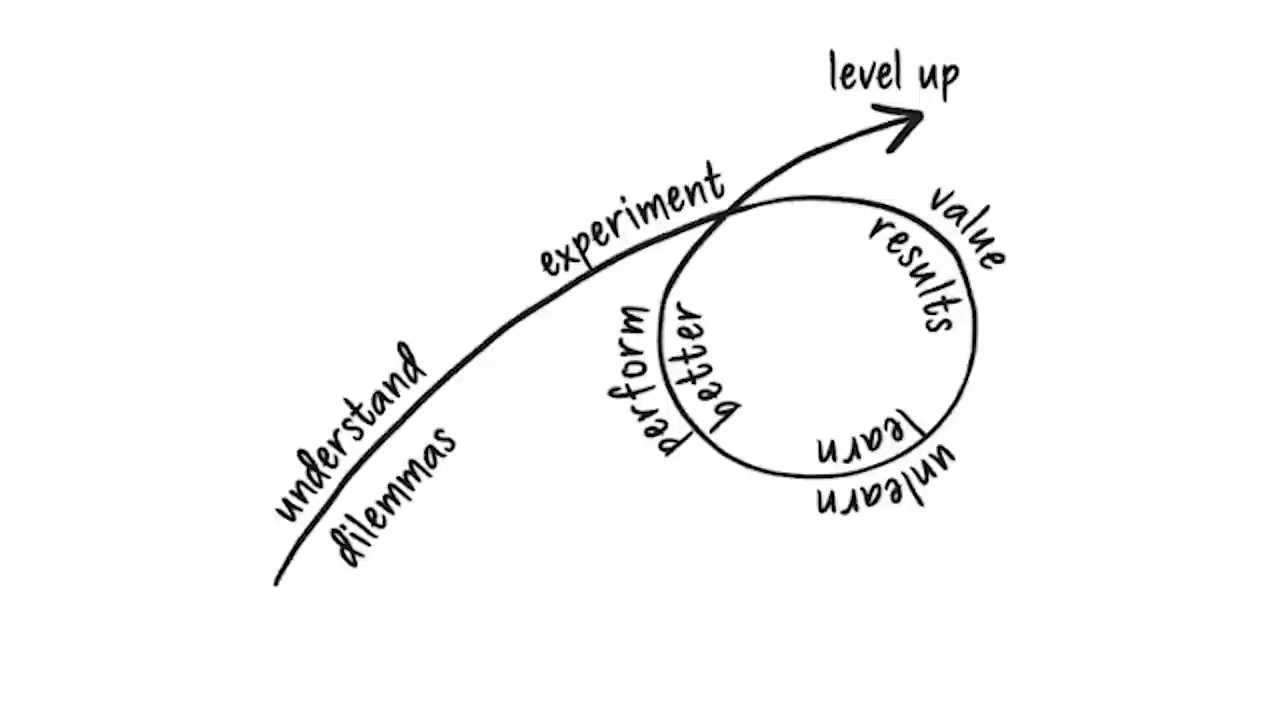 understand
dilemmas
experiment
value
results
learn
unlearn
perform
better
level up